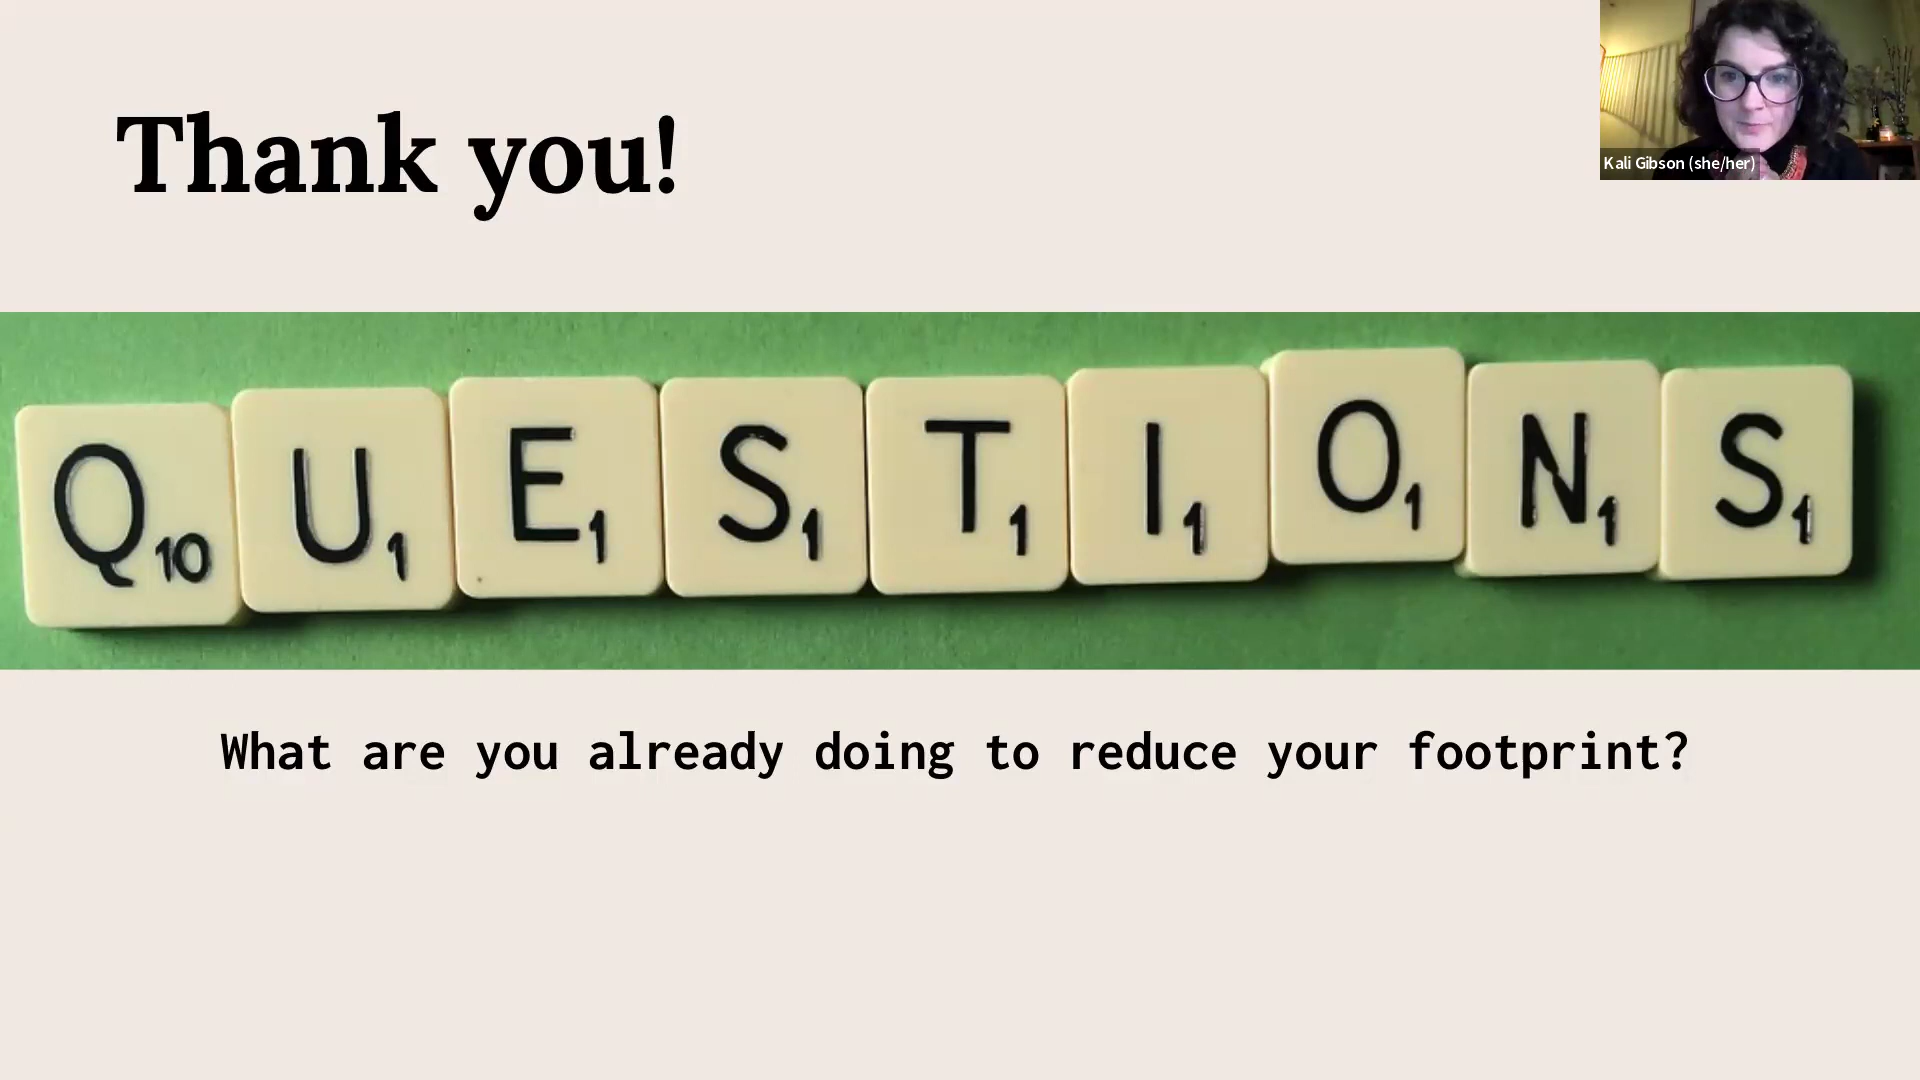 Thank you!
Kali Gibson (she/her)
Q10 U1 E1 S1 T1 I1 O1 N1 S1
What are you already doing to reduce your footprint?